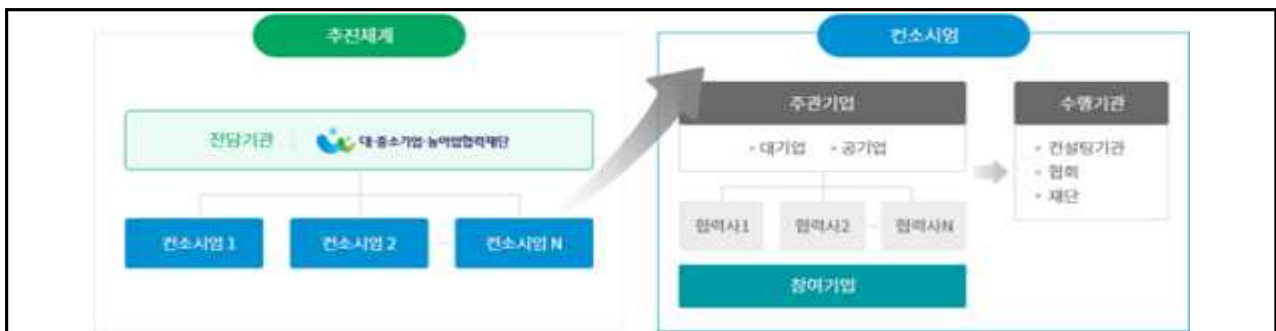 추진체계
전담기관
대·중소기업·농어업협력재단
컨소시엄 1
컨소시엄 2
컨소시엄 N
컨소시엄
주관기업
• 대기업 • 공기업
협력사1
협력사2
협력사N
참여기업
수행기관
• 컨설팅기관
• 협회
• 재단